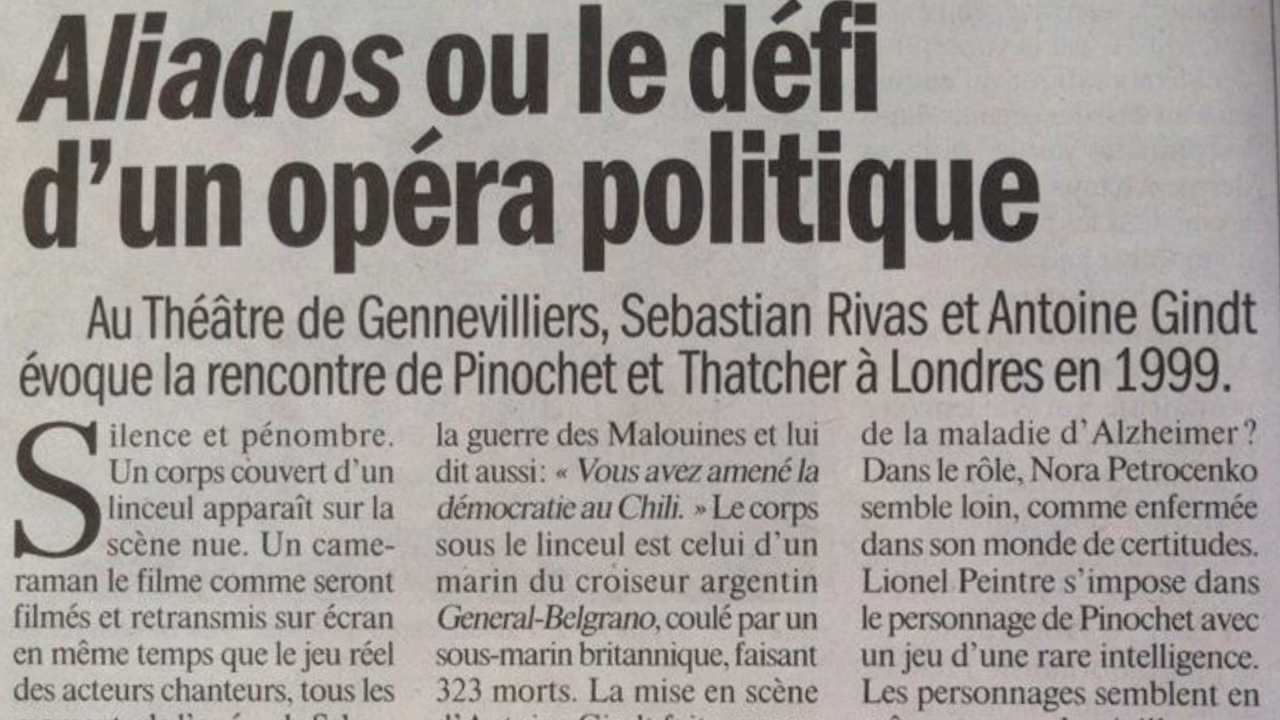 Aliados ou le défi
d'un opéra politique
Au Théâtre de Gennevilliers, Sebastian Rivas et Antoine Gindt
évoque la rencontre de Pinochet et Thatcher à Londres en 1999.
Silence et pénombre.
Un corps couvert d'un
linceul apparaît sur la
scène nue. Un came-
raman le filme comme seront
filmés et retransmis sur écran
en même temps que le jeu réel
des acteurs chanteurs, tous les
la guerre des Malouines et lui
dit aussi : « Vous avez amené la
démocratie au Chili. » Le corps
sous le linceul est celui d'un
marin du croiseur argentin
General-Belgrano, coulé par un
sous-marin britannique, faisant
323 morts. La mise en scène
de la maladie d'Alzheimer ?
Dans le rôle, Nora Petrocenko
semble loin, comme enfermée
dans son monde de certitudes.
Lionel Peintre s'impose dans
le personnage de Pinochet avec
un jeu d'une rare intelligence.
Les personnages semblent en